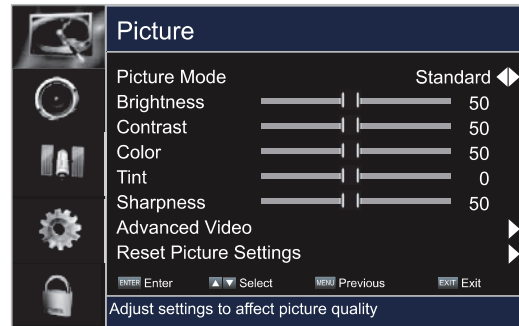 Picture
Picture Mode Standard
Brightness 50
Contrast 50
Color 50
Tint 0
Sharpness 50
Advanced Video
Reset Picture Settings
ENTER Enter Select MENU Previous EXIT Exit
Adjust settings to affect picture quality